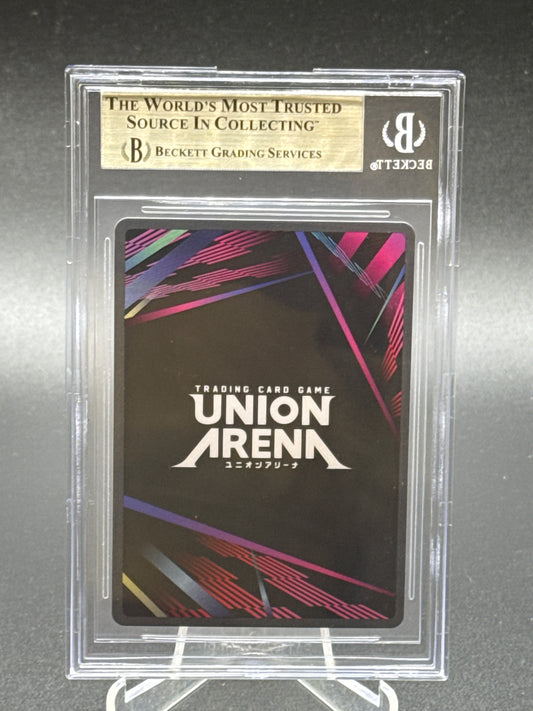 THE WORLD'S MOST TRUSTED
SOURCE IN COLLECTING™
B BECKETT GRADING SERVICES
B
BECKETT®
TRADING CARD GAME
UNION
ARENA
ユニオンアリーナ